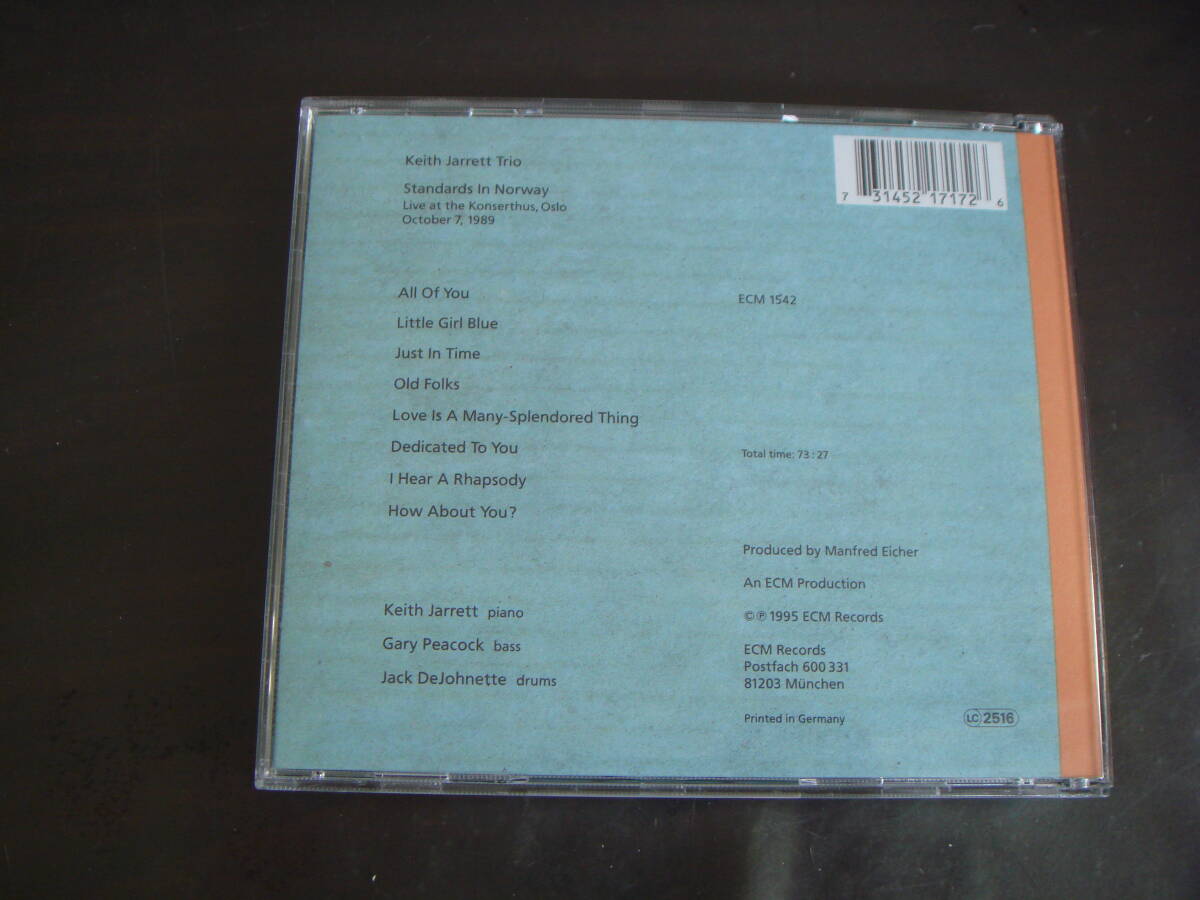 Keith Jarrett Trio
Standards In Norway
Live at the Konserthus, Oslo
October 7, 1989
7 31452 17172 6
All Of You
Little Girl Blue
Just In Time
Old Folks
Love Is A Many-Splendored Thing
Dedicated To You
I Hear A Rhapsody
How About You?
Keith Jarrett piano
Gary Peacock bass
Jack DeJohnette drums
ECM 1542
Total time: 73 : 27
Produced by Manfred Eicher
An ECM Production
©℗ 1995 ECM Records
ECM Records
Postfach 600 331
81203 München
Printed in Germany
LC 2516